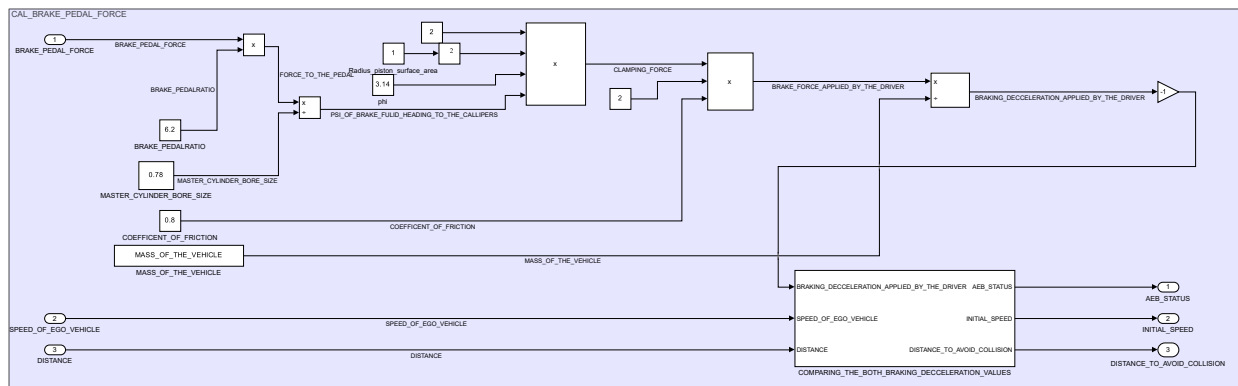 CAL_BRAKE_PEDAL_FORCE
1
BRAKE_PEDAL_FORCE
BRAKE_PEDAL_FORCE
x
BRAKE_PEDALRATIO
6.2
BRAKE_PEDALRATIO
FORCE_TO_THE_PEDAL
x
÷
0.78
MASTER_CYLINDER_BORE_SIZE
MASTER_CYLINDER_BORE_SIZE
PSI_OF_BRAKE_FULID_HEADING_TO_THE_CALLIPERS
2
1
Radius_piston_surface_area
2
3.14
phi
x
CLAMPING_FORCE
2
x
0.8
COEFFICENT_OF_FRICTION
COEFFICENT_OF_FRICTION
BRAKE_FORCE_APPLIED_BY_THE_DRIVER
x
÷
MASS_OF_THE_VEHICLE
MASS_OF_THE_VEHICLE
MASS_OF_THE_VEHICLE
BRAKING_DECCELERATION_APPLIED_BY_THE_DRIVER
-1
2
SPEED_OF_EGO_VEHICLE
SPEED_OF_EGO_VEHICLE
3
DISTANCE
DISTANCE
BRAKING_DECCELERATION_APPLIED_BY_THE_DRIVER
SPEED_OF_EGO_VEHICLE
DISTANCE
AEB_STATUS
INITIAL_SPEED
DISTANCE_TO_AVOID_COLLISION
COMPARING_THE_BOTH_BRAKING_DECCELERATION_VALUES
1
AEB_STATUS
2
INITIAL_SPEED
3
DISTANCE_TO_AVOID_COLLISION